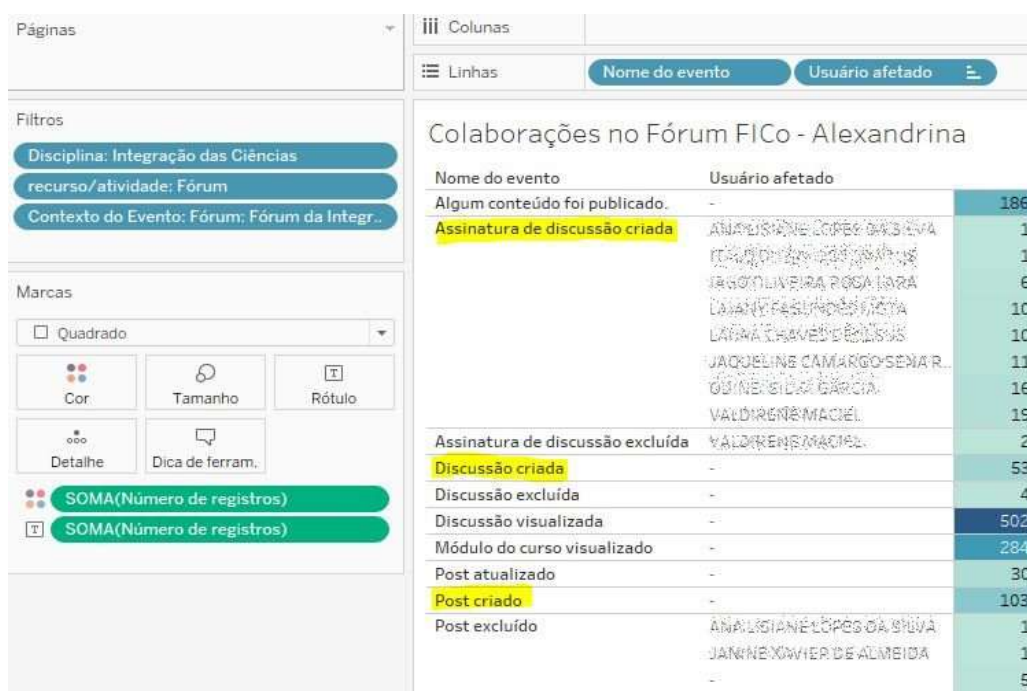 Páginas
iii Colunas
Linhas Nome do evento Usuário afetado
Filtros
Disciplina: Integração das Ciências
recurso/atividade: Fórum
Contexto do Evento: Fórum: Fórum da Integr..
Marcas
Quadrado
Cor Tamanho Rótulo
Detalhe Dica de ferram.
SOMA(Número de registros)
SOMA(Número de registros)
Colaborações no Fórum FICo - Alexandrina
Nome do evento Usuário afetado
Algum conteúdo foi publicado. - 186
Assinatura de discussão criada 1
1
6
10
10
11
16
19
Assinatura de discussão excluída 2
Discussão criada - 53
Discussão excluída - 4
Discussão visualizada - 502
Módulo do curso visualizado - 284
Post atualizado - 30
Post criado - 103
Post excluído 1
1
- 5